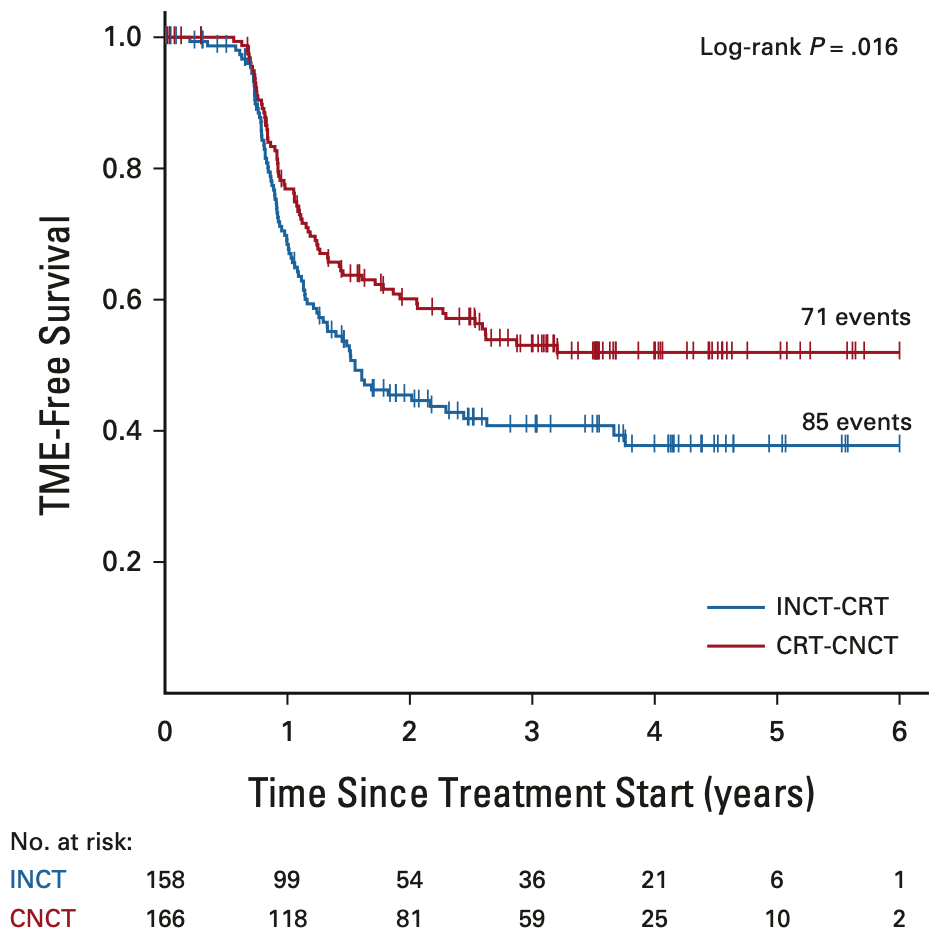 1.0
0.8
0.6
0.4
0.2
TME-Free Survival
Log-rank P = .016
71 events
85 events
INCT-CRT
CRT-CNCT
0 1 2 3 4 5 6
Time Since Treatment Start (years)
No. at risk:
INCT 158 99 54 36 21 6 1
CNCT 166 118 81 59 25 10 2